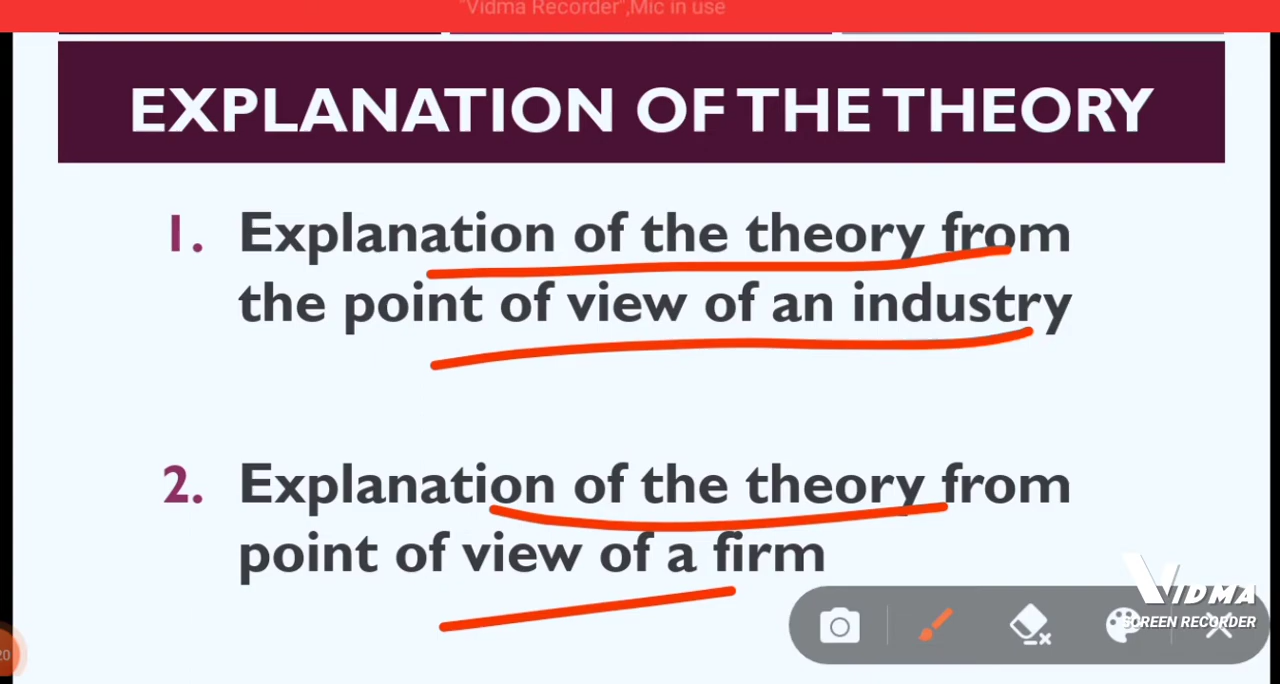 "Vidma Recorder",Mic in use
EXPLANATION OF THE THEORY
1. Explanation of the theory from
the point of view of an industry
2. Explanation of the theory from
point of view of a firm
VIDMA
SCREEN RECORDER
20